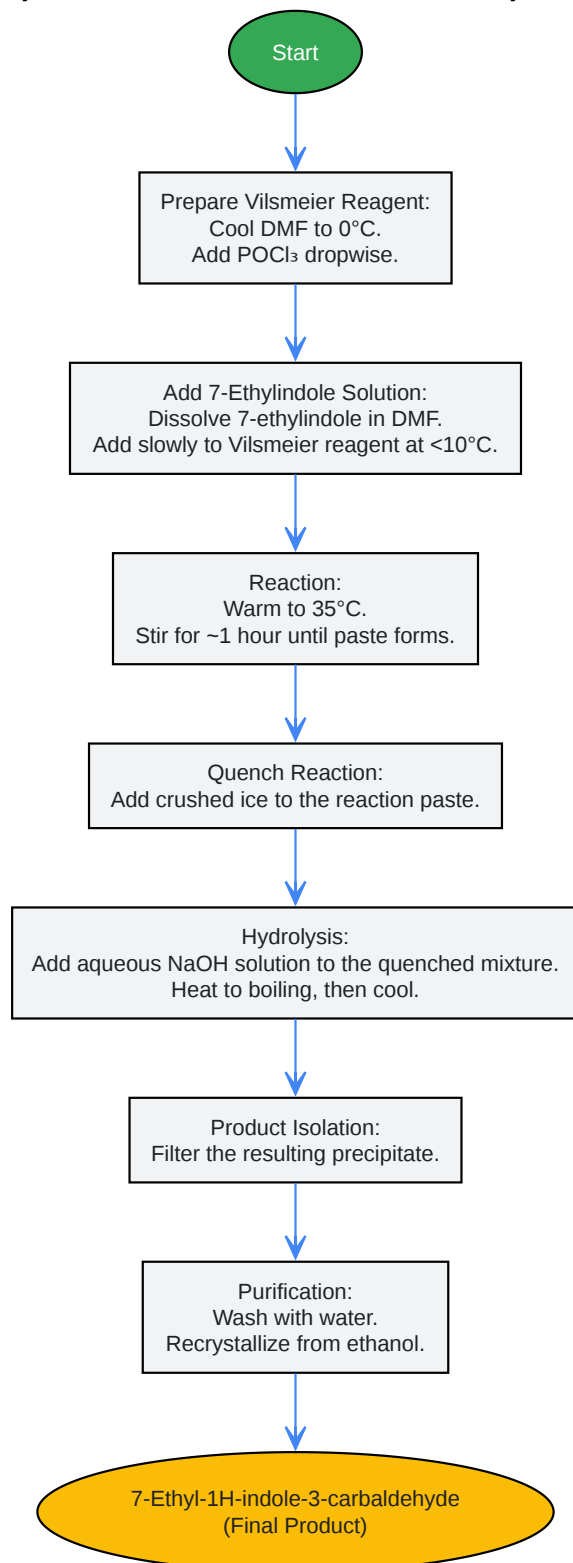 Start
Prepare Vilsmeier Reagent:
Cool DMF to 0°C.
Add POCl₃ dropwise.
Add 7-Ethylindole Solution:
Dissolve 7-ethylindole in DMF.
Add slowly to Vilsmeier reagent at <10°C.
Reaction:
Warm to 35°C.
Stir for ~1 hour until paste forms.
Quench Reaction:
Add crushed ice to the reaction paste.
Hydrolysis:
Add aqueous NaOH solution to the quenched mixture.
Heat to boiling, then cool.
Product Isolation:
Filter the resulting precipitate.
Purification:
Wash with water.
Recrystallize from ethanol.
7-Ethyl-1H-indole-3-carbaldehyde
(Final Product)